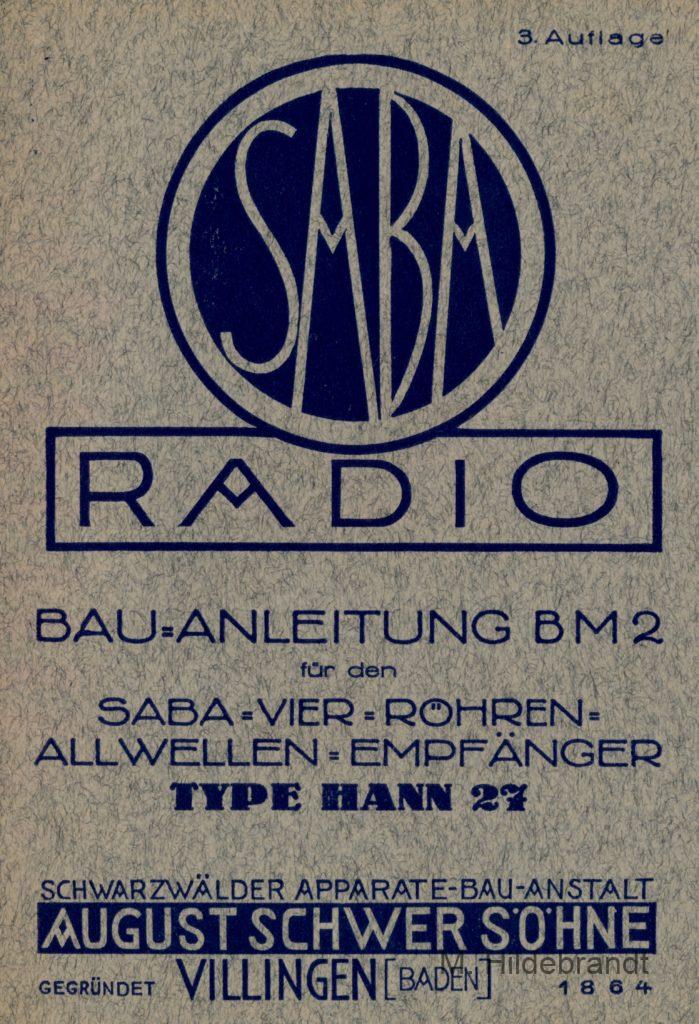 3. Auflage
SABA
RADIO
BAU=ANLEITUNG BM2
für den
SABA=VIER=RÖHREN=
ALLWELLEN=EMPFÄNGER
TYPE HANN 27
SCHWARZWÄLDER APPARATE-BAU-ANSTALT
AUGUST SCHWER SÖHNE
GEGRÜNDET VILLINGEN [BADEN] 1864
M. Hildebrandt